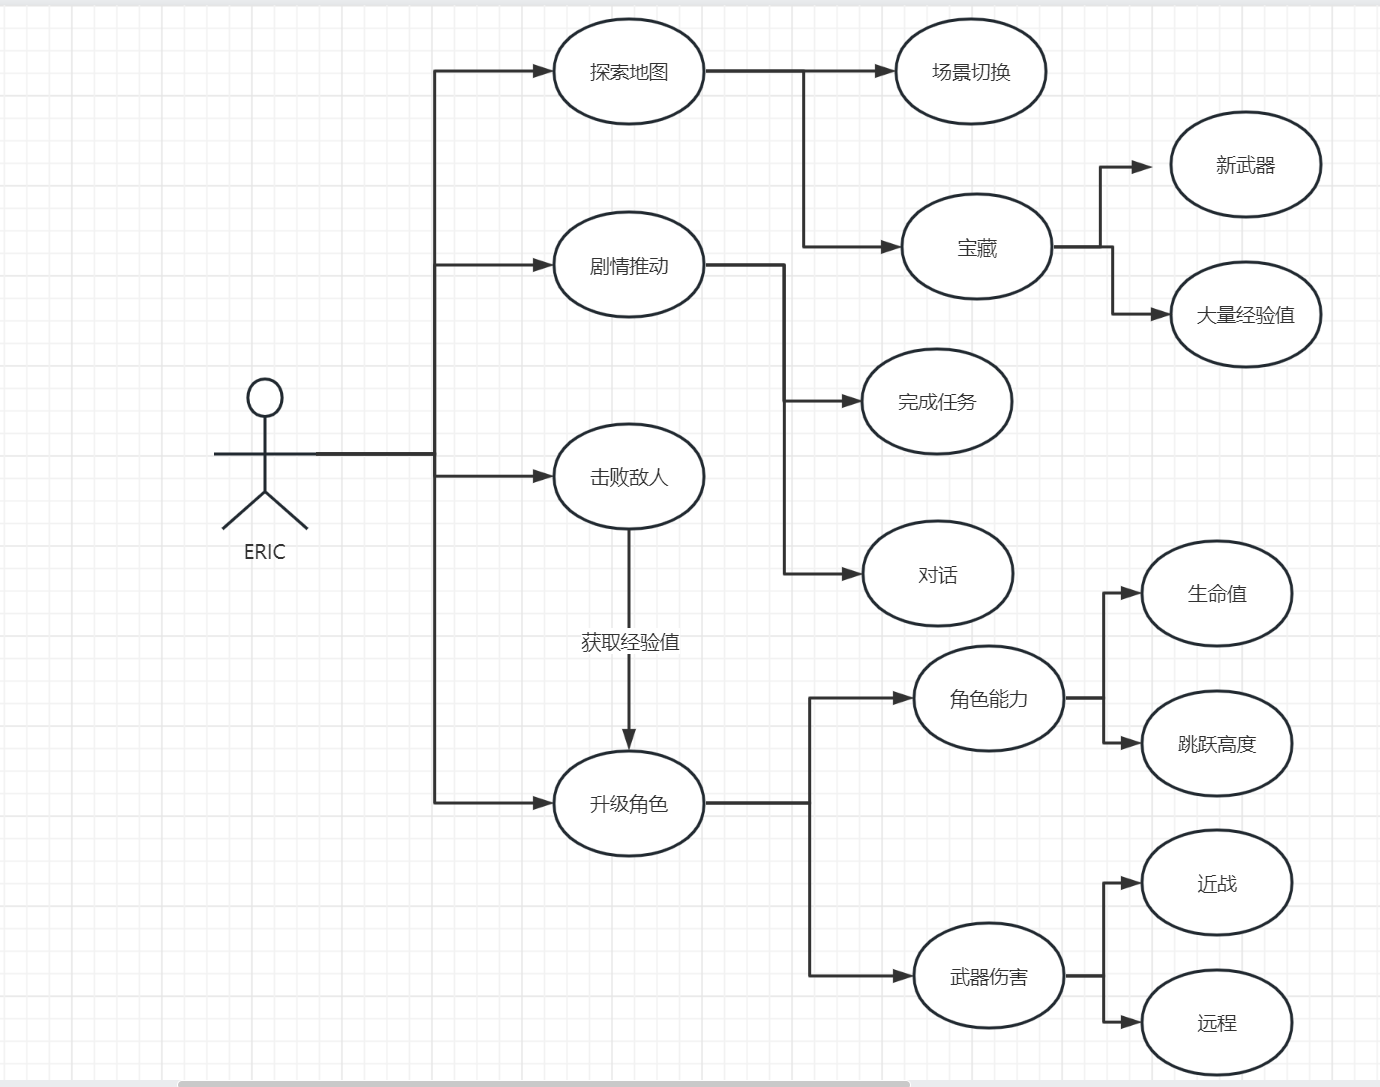 探索地图
场景切换
新武器
宝藏
剧情推动
大量经验值
完成任务
击败敌人
ERIC
对话
生命值
获取经验值
角色能力
跳跃高度
升级角色
近战
武器伤害
远程